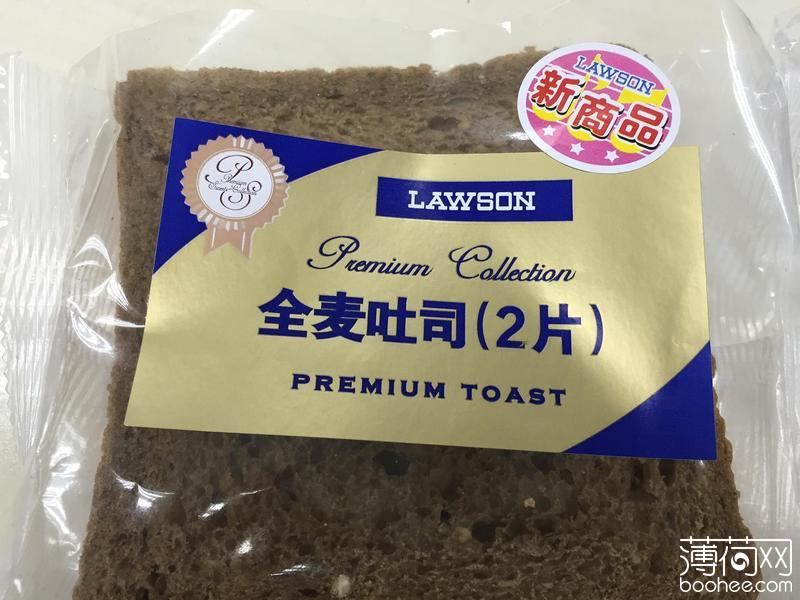 LAWSON
新商品
P
Premium
S
LAWSON
Premium Collection
全麦吐司(2片)
PREMIUM TOAST
薄荷网
boohee.com